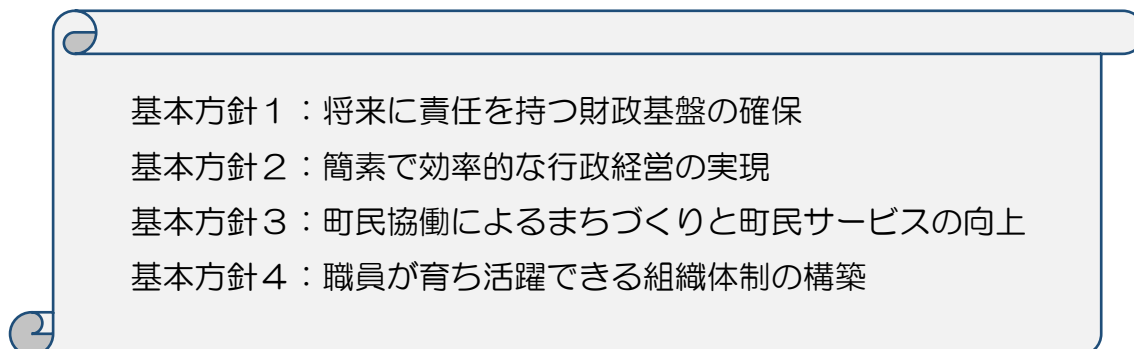 基本方針１：将来に責任を持つ財政基盤の確保
基本方針２：簡素で効率的な行政経営の実現
基本方針３：町民協働によるまちづくりと町民サービスの向上
基本方針４：職員が育ち活躍できる組織体制の構築